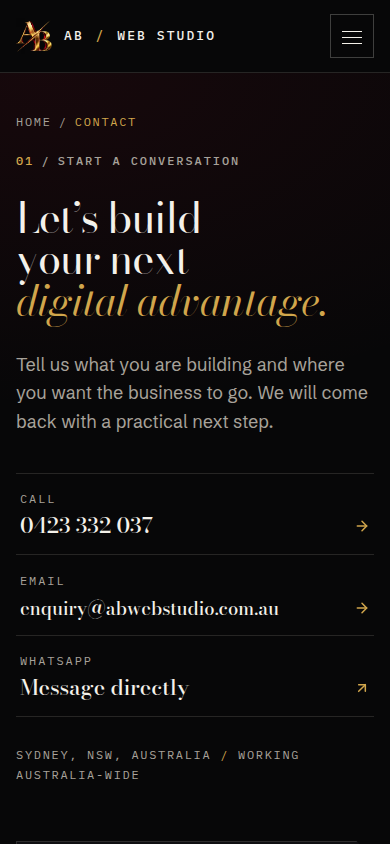 AB
AB / WEB STUDIO
HOME / CONTACT
01 / START A CONVERSATION
Let's build
your next
digital advantage.
Tell us what you are building and where
you want the business to go. We will come
back with a practical next step.
CALL
0423 332 037
EMAIL
enquiry@abwebstudio.com.au
WHATSAPP
Message directly
SYDNEY, NSW, AUSTRALIA / WORKING
AUSTRALIA-WIDE